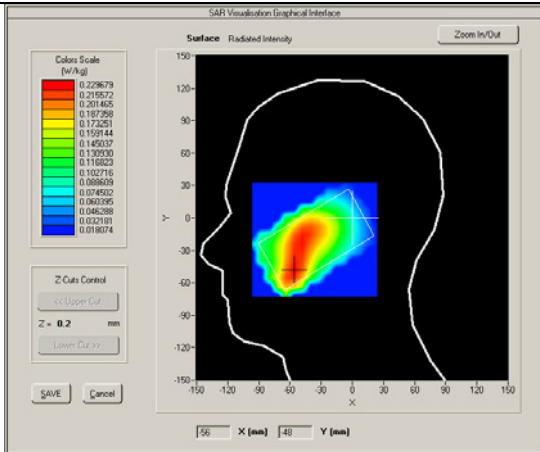 SAR Visualisation Graphical Interface
Surface Radiated Intensity
Zoom In/Out
Colors Scale
(W/kg)
0.229679
0.215572
0.201465
0.187358
0.173251
0.159144
0.145037
0.130930
0.116823
0.102716
0.088609
0.074502
0.060395
0.046288
0.032181
0.018074
150
120
90
60
30
0
-30
-60
-90
-120
-150
Y
-150 -120 -90 -60 -30 0 30 60 90 120 150
X
Z Cuts Control
<< Upper Cut
Z = 0.2 mm
Lower Cut >>
SAVE Cancel
-56 X (mm) -48 Y (mm)